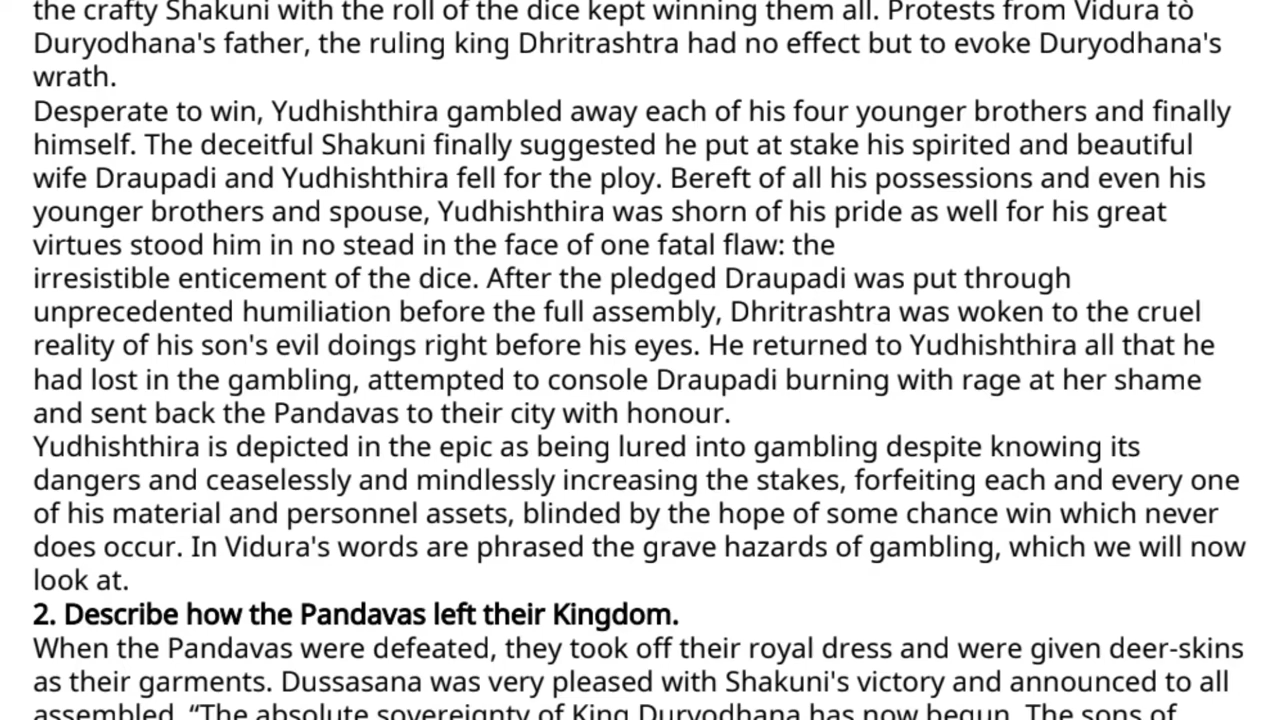 the crafty Shakuni with the roll of the dice kept winning them all. Protests from Vidura tò
Duryodhana's father, the ruling king Dhritrashtra had no effect but to evoke Duryodhana's
wrath.
Desperate to win, Yudhishthira gambled away each of his four younger brothers and finally
himself. The deceitful Shakuni finally suggested he put at stake his spirited and beautiful
wife Draupadi and Yudhishthira fell for the ploy. Bereft of all his possessions and even his
younger brothers and spouse, Yudhishthira was shorn of his pride as well for his great
virtues stood him in no stead in the face of one fatal flaw: the
irresistible enticement of the dice. After the pledged Draupadi was put through
unprecedented humiliation before the full assembly, Dhritrashtra was woken to the cruel
reality of his son's evil doings right before his eyes. He returned to Yudhishthira all that he
had lost in the gambling, attempted to console Draupadi burning with rage at her shame
and sent back the Pandavas to their city with honour.
Yudhishthira is depicted in the epic as being lured into gambling despite knowing its
dangers and ceaselessly and mindlessly increasing the stakes, forfeiting each and every one
of his material and personnel assets, blinded by the hope of some chance win which never
does occur. In Vidura's words are phrased the grave hazards of gambling, which we will now
look at.
2. Describe how the Pandavas left their Kingdom.
When the Pandavas were defeated, they took off their royal dress and were given deer-skins
as their garments. Dussasana was very pleased with Shakuni's victory and announced to all
assembled, “The absolute sovereignty of King Duryodhana has now begun. The sons of